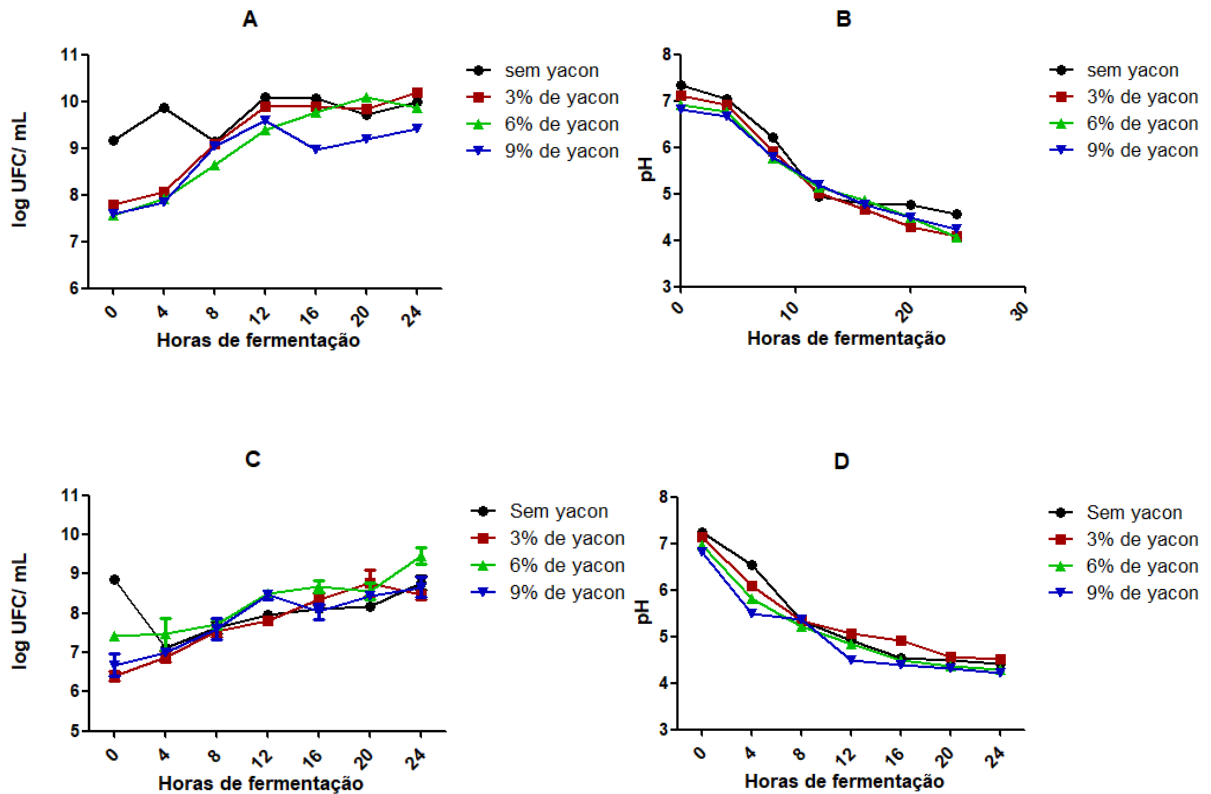 A
log UFC/ mL
11
10
9
8
7
6
0 4 8 12 16 20 24
Horas de fermentação
sem yacon
3% de yacon
6% de yacon
9% de yacon
B
pH
8
7
6
5
4
3
0 10 20 30
Horas de fermentação
sem yacon
3% de yacon
6% de yacon
9% de yacon
C
log UFC/ mL
11
10
9
8
7
6
5
0 4 8 12 16 20 24
Horas de fermentação
Sem yacon
3% de yacon
6% de yacon
9% de yacon
D
pH
8
7
6
5
4
3
0 4 8 12 16 20 24
Horas de fermentação
Sem yacon
3% de yacon
6% de yacon
9% de yacon